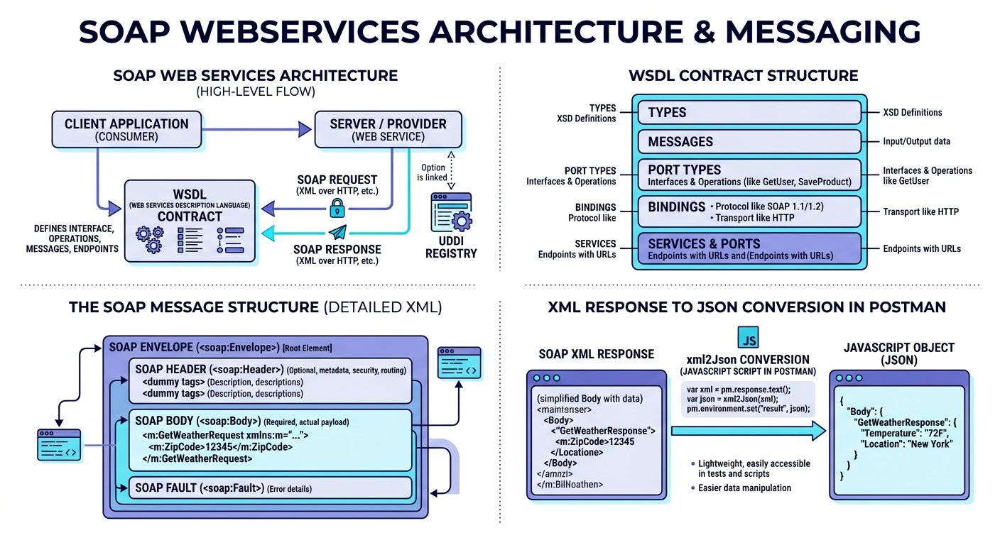 SOAP WEBSERVICES ARCHITECTURE & MESSAGING
SOAP WEB SERVICES ARCHITECTURE
(HIGH-LEVEL FLOW)
CLIENT APPLICATION
(CONSUMER)
SERVER / PROVIDER
(WEB SERVICE)
Option
is linked
SOAP REQUEST
(XML over HTTP, etc.)
WSDL
(WEB SERVICES DESCRIPTION LANGUAGE)
CONTRACT
DEFINES INTERFACE,
OPERATIONS,
MESSAGES, ENDPOINTS
SOAP RESPONSE
(XML over HTTP, etc.)
UDDI
REGISTRY
WSDL CONTRACT STRUCTURE
TYPES
XSD Definitions
TYPES
XSD Definitions
MESSAGES
Input/Output data
PORT TYPES
Interfaces & Operations
PORT TYPES
Interfaces & Operations (like GetUser, SaveProduct)
Interfaces & Operations
like GetUser
BINDINGS
Protocol like
BINDINGS
• Protocol like SOAP 1.1/1.2)
• Transport like HTTP
Transport like HTTP
SERVICES
Endpoints with URLs
SERVICES & PORTS
Endpoints with URLs and (Endpoints with URLs)
Endpoints with URLs
THE SOAP MESSAGE STRUCTURE (DETAILED XML)
SOAP ENVELOPE (<soap:Envelope>) [Root Element]
SOAP HEADER (<soap:Header>) (Optional, metadata, security, routing)
<dummy tags> (Description, descriptions)
<dummy tags> (Description, descriptions)
SOAP BODY (<soap:Body>) (Required, actual payload)
<m:GetWeatherRequest xmlns:m="...">
<m:ZipCode>12345</m:ZipCode>
</m:GetWeatherRequest>
SOAP FAULT (<soap:Fault>) (Error details)
XML RESPONSE TO JSON CONVERSION IN POSTMAN
SOAP XML RESPONSE
(simplified Body with data)
<Body>
<"GetWeatherResponse">
<m:ZipCode>12345
</Locatione>
</Body>
JS
xml2Json CONVERSION
(JAVASCRIPT SCRIPT IN POSTMAN)
var xml = pm.response.text();
var json = xml2Json(xml);
pm.environment.set("result", json);
• Lightweight, easily accessible
in tests and scripts
• Easier data manipulation
JAVASCRIPT OBJECT
(JSON)
{
"Body": {
"GetWeatherResponse": {
"Temperature": "72F",
"Location": "New York"
}
}
}